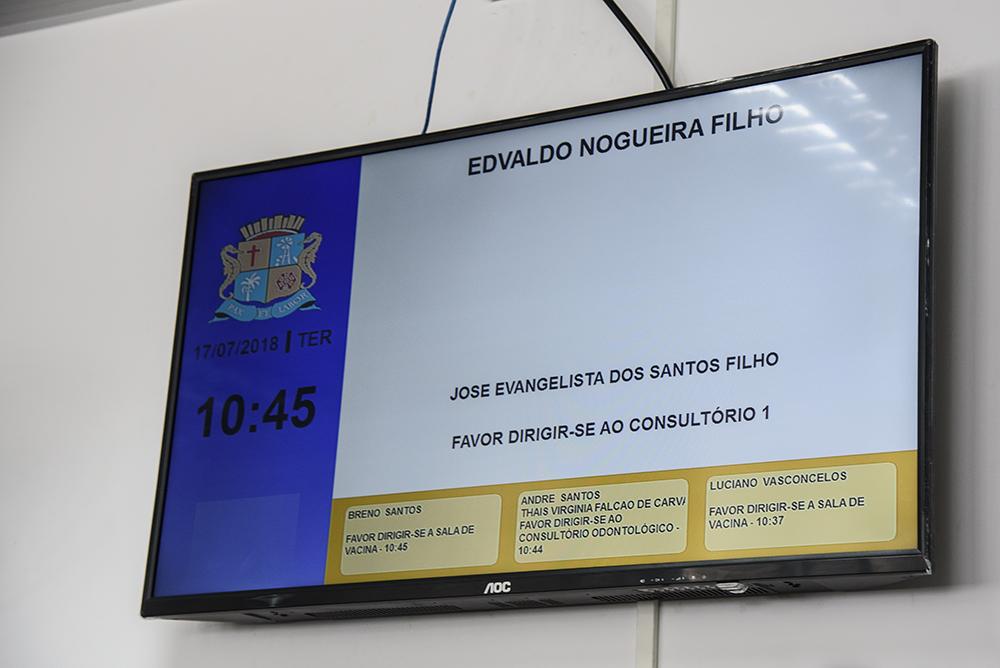 EDVALDO NOGUEIRA FILHO
PAX ET LABOR
17/07/2018 | TER
10:45
JOSE EVANGELISTA DOS SANTOS FILHO
FAVOR DIRIGIR-SE AO CONSULTÓRIO 1
BRENO SANTOS
FAVOR DIRIGIR-SE A SALA DE
VACINA - 10:45
ANDRE SANTOS
THAIS VIRGINIA FALCAO DE CARVA
FAVOR DIRIGIR-SE AO
CONSULTÓRIO ODONTOLÓGICO -
10:44
LUCIANO VASCONCELOS
FAVOR DIRIGIR-SE A SALA DE
VACINA - 10:37
AOC